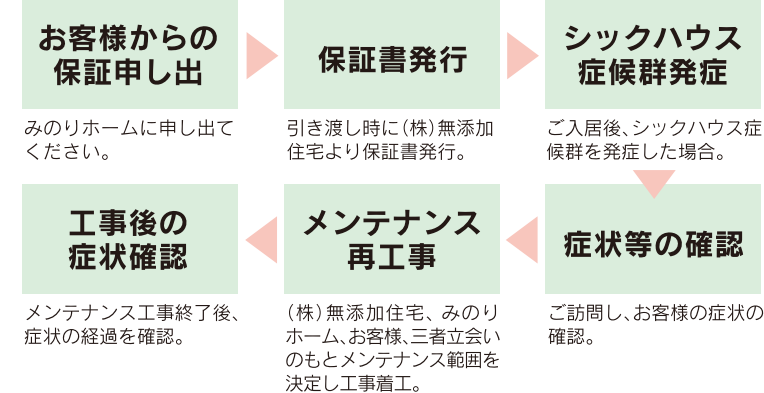 お客様からの
保証申し出
みのりホームに申し出て
ください。
保証書発行
引き渡し時に（株）無添加
住宅より保証書発行。
シックハウス
症候群発症
ご入居後、シックハウス症
候群を発症した場合。
症状等の確認
ご訪問し、お客様の症状の
確認。
メンテナンス
再工事
（株）無添加住宅、みのり
ホーム、お客様、三者立会い
のもとメンテナンス範囲を
決定し工事着工。
工事後の
症状確認
メンテナンス工事終了後、
症状の経過を確認。